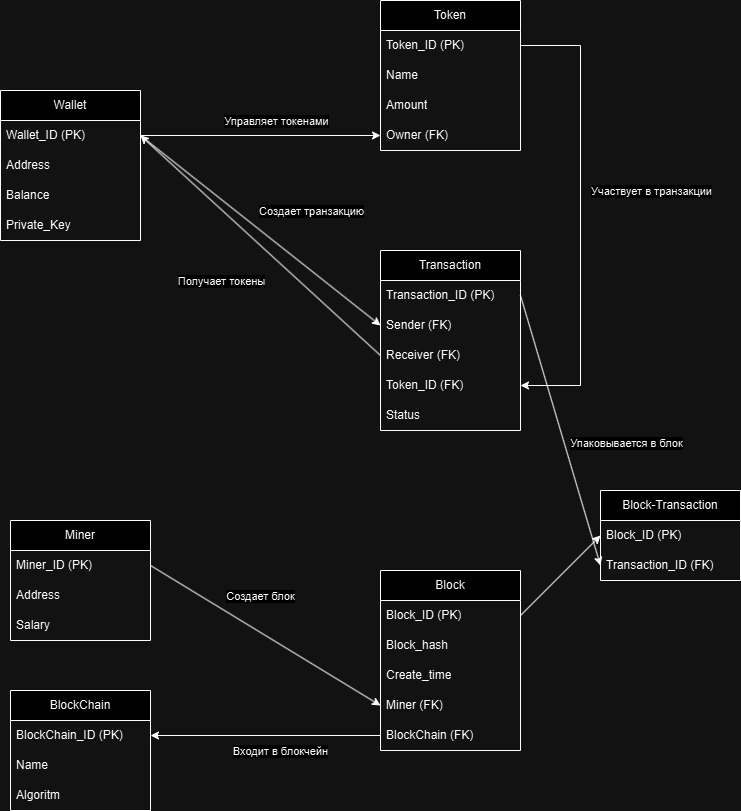 Token
Token_ID (PK)
Name
Amount
Owner (FK)
Wallet
Wallet_ID (PK)
Address
Balance
Private_Key
Управляет токенами
Создает транзакцию
Получает токены
Участвует в транзакции
Transaction
Transaction_ID (PK)
Sender (FK)
Receiver (FK)
Token_ID (FK)
Status
Упаковывается в блок
Block-Transaction
Block_ID (PK)
Transaction_ID (FK)
Miner
Miner_ID (PK)
Address
Salary
Создает блок
Block
Block_ID (PK)
Block_hash
Create_time
Miner (FK)
BlockChain (FK)
Входит в блокчейн
BlockChain
BlockChain_ID (PK)
Name
Algoritm